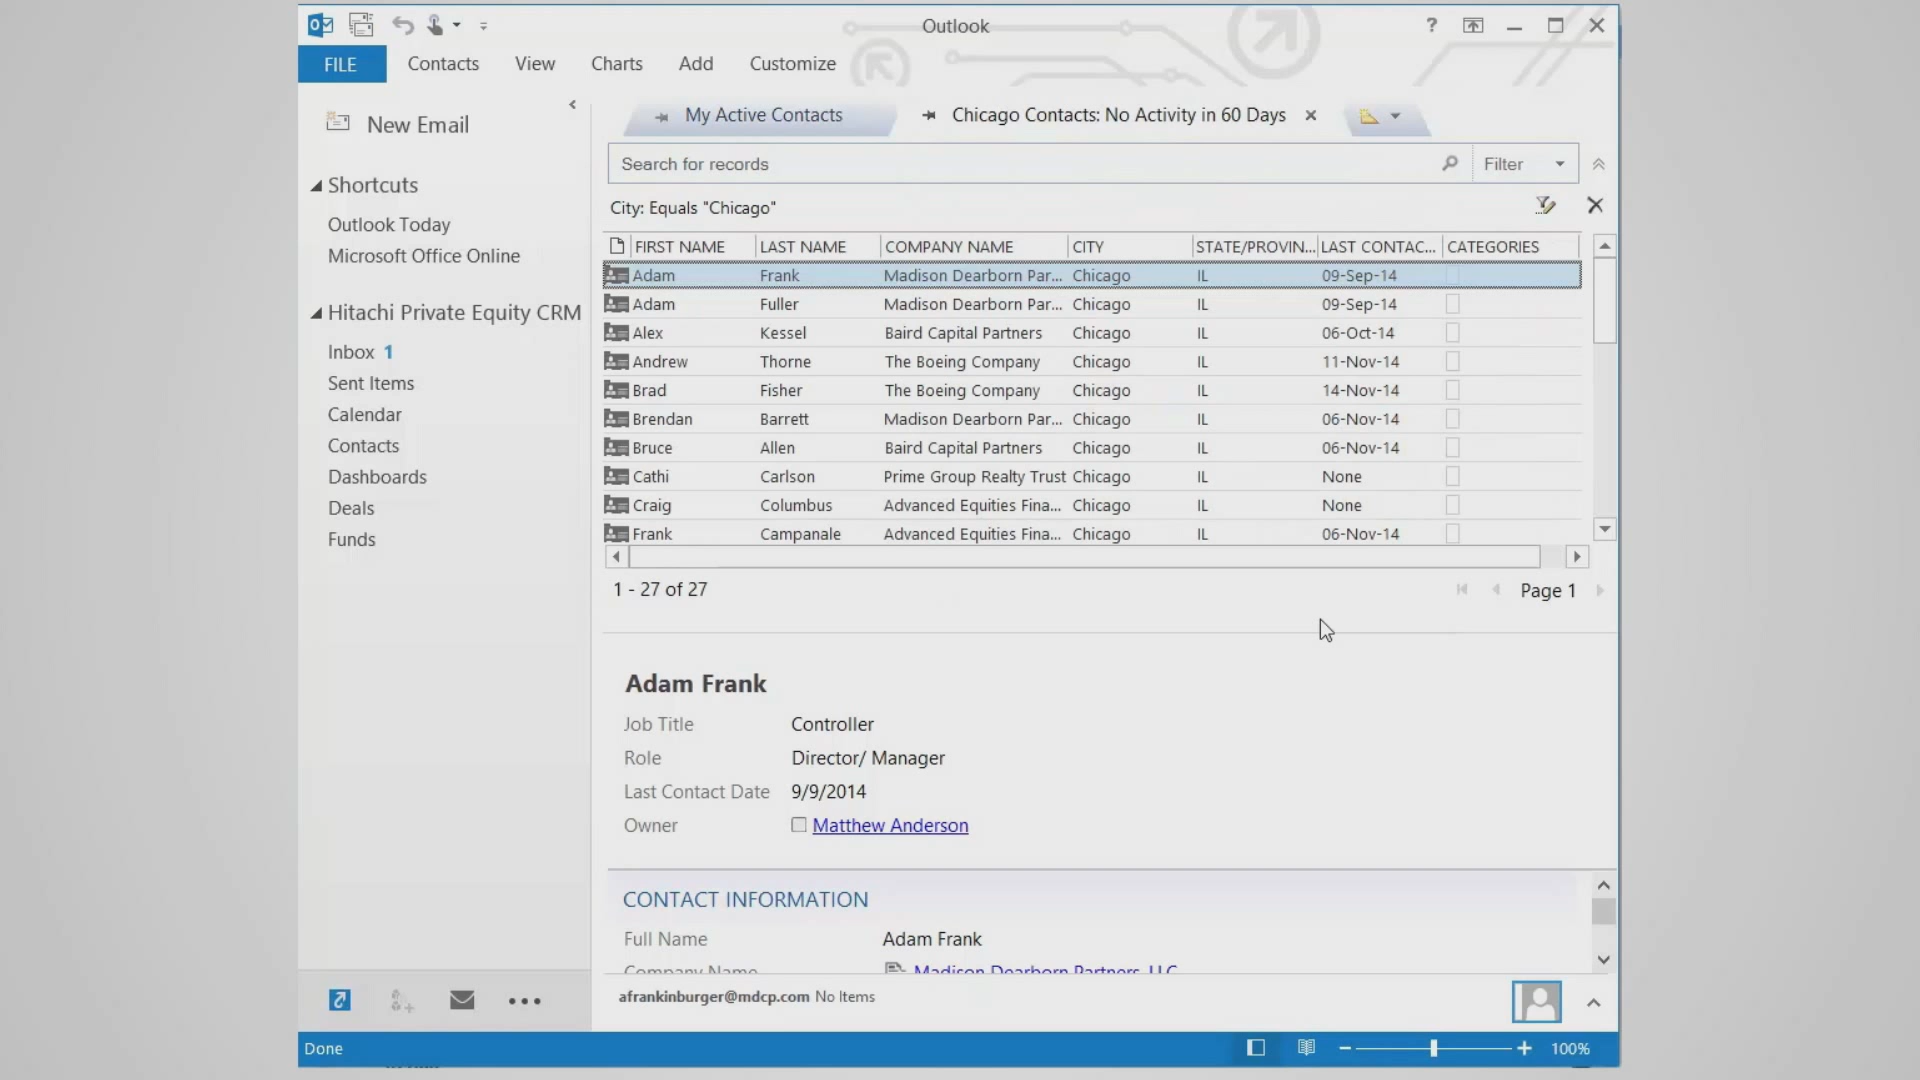 Outlook
?
FILE Contacts View Charts Add Customize
New Email
Shortcuts
Outlook Today
Microsoft Office Online
Hitachi Private Equity CRM
Inbox 1
Sent Items
Calendar
Contacts
Dashboards
Deals
Funds
My Active Contacts
Chicago Contacts: No Activity in 60 Days
Search for records
Filter
City: Equals "Chicago"
FIRST NAME LAST NAME COMPANY NAME CITY STATE/PROVIN... LAST CONTAC... CATEGORIES
Adam Frank Madison Dearborn Par... Chicago IL 09-Sep-14
Adam Fuller Madison Dearborn Par... Chicago IL 09-Sep-14
Alex Kessel Baird Capital Partners Chicago IL 06-Oct-14
Andrew Thorne The Boeing Company Chicago IL 11-Nov-14
Brad Fisher The Boeing Company Chicago IL 14-Nov-14
Brendan Barrett Madison Dearborn Par... Chicago IL 06-Nov-14
Bruce Allen Baird Capital Partners Chicago IL 06-Nov-14
Cathi Carlson Prime Group Realty Trust Chicago IL None
Craig Columbus Advanced Equities Fina... Chicago IL None
Frank Campanale Advanced Equities Fina... Chicago IL 06-Nov-14
1 - 27 of 27
Page 1
Adam Frank
Job Title Controller
Role Director/ Manager
Last Contact Date 9/9/2014
Owner Matthew Anderson
CONTACT INFORMATION
Full Name Adam Frank
Company Name Madison Dearborn Partners, LLC
afrankinburger@mdcp.com No Items
Done
100%